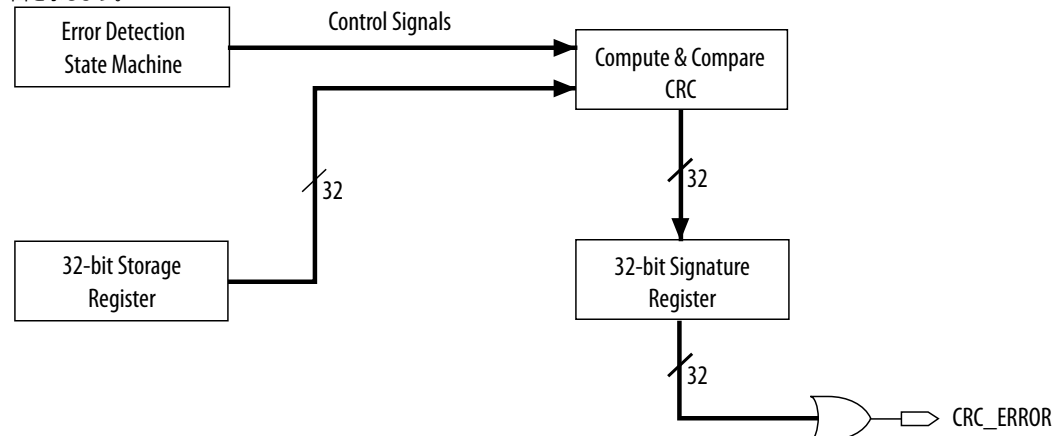 Control Signals
Error Detection
State Machine
Compute & Compare
CRC
32
32
32-bit Storage
Register
32-bit Signature
Register
32
CRC_ERROR